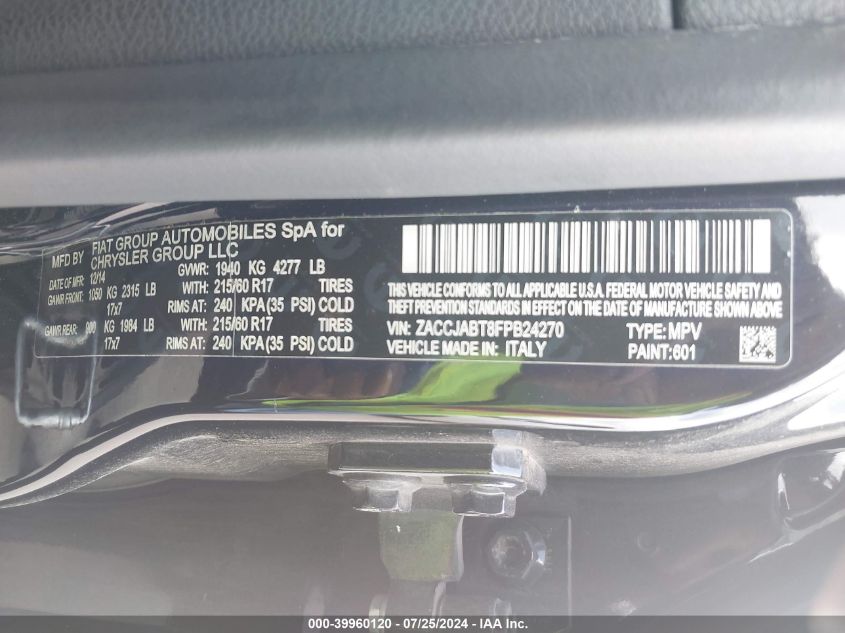 MFD BY FIAT GROUP AUTOMOBILES SpA for
CHRYSLER GROUP LLC
DATE OF MFR: 12/14 GVWR: 1940 KG 4277 LB
GAWR FRONT: 1050 KG 2315 LB WITH: 215/60 R17 TIRES
17x7 RIMS AT: 240 KPA (35 PSI) COLD
GAWR REAR: 900 KG 1984 LB WITH: 215/60 R17 TIRES
17x7 RIMS AT: 240 KPA (35 PSI) COLD
THIS VEHICLE CONFORMS TO ALL APPLICABLE U.S.A. FEDERAL MOTOR VEHICLE SAFETY AND
THEFT PREVENTION STANDARDS IN EFFECT ON THE DATE OF MANUFACTURE SHOWN ABOVE
VIN: ZACCJABT8FPB24270 TYPE: MPV
VEHICLE MADE IN: ITALY PAINT:601
000-39960120 - 07/25/2024 - IAA Inc.